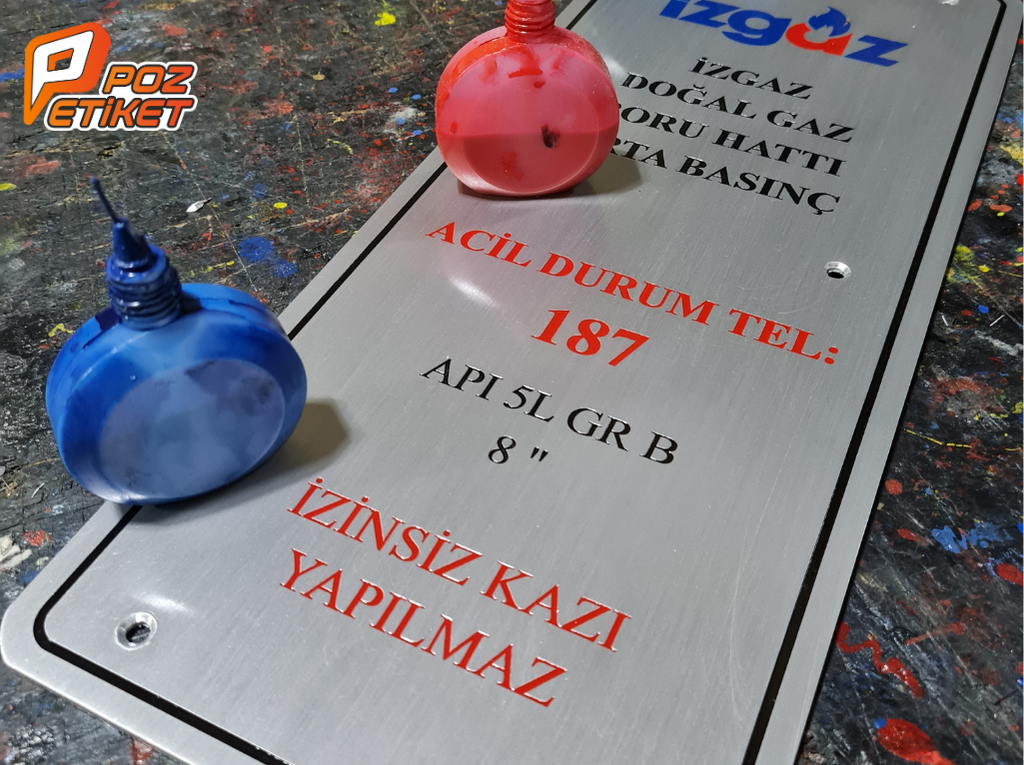 POZ
ETİKET
izgaz
İZGAZ
DOĞAL GAZ
HATTI
BASINÇ
ACİL DURUM TEL:
187
API 5L GR B
8 "
İZİNSİZ KAZI
YAPILMAZ